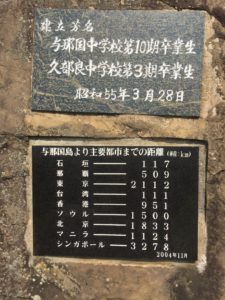 建立芳名
与那国中学校第10期卒業生
久部良中学校第3期卒業生
昭和55年3月28日
与那国島より主要都市までの距離(単位:km)
石垣 117
那覇 509
東京 2112
台湾 111
香港 951
ソウル 1500
北京 1833
マニラ 1124
シンガポール 3278
2004年11月